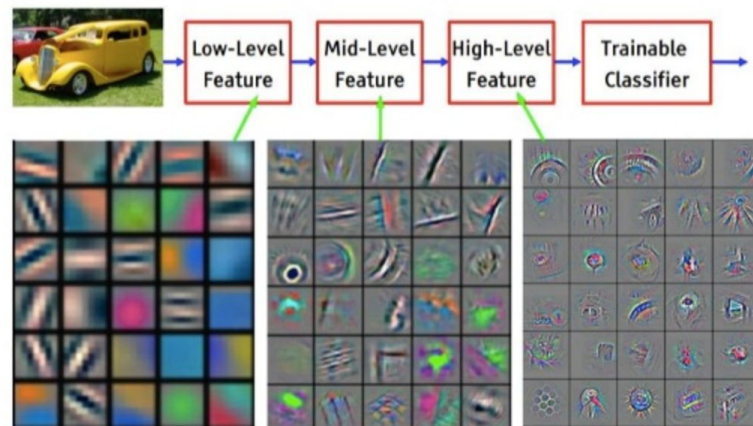 Low-Level
Feature
Mid-Level
Feature
High-Level
Feature
Trainable
Classifier